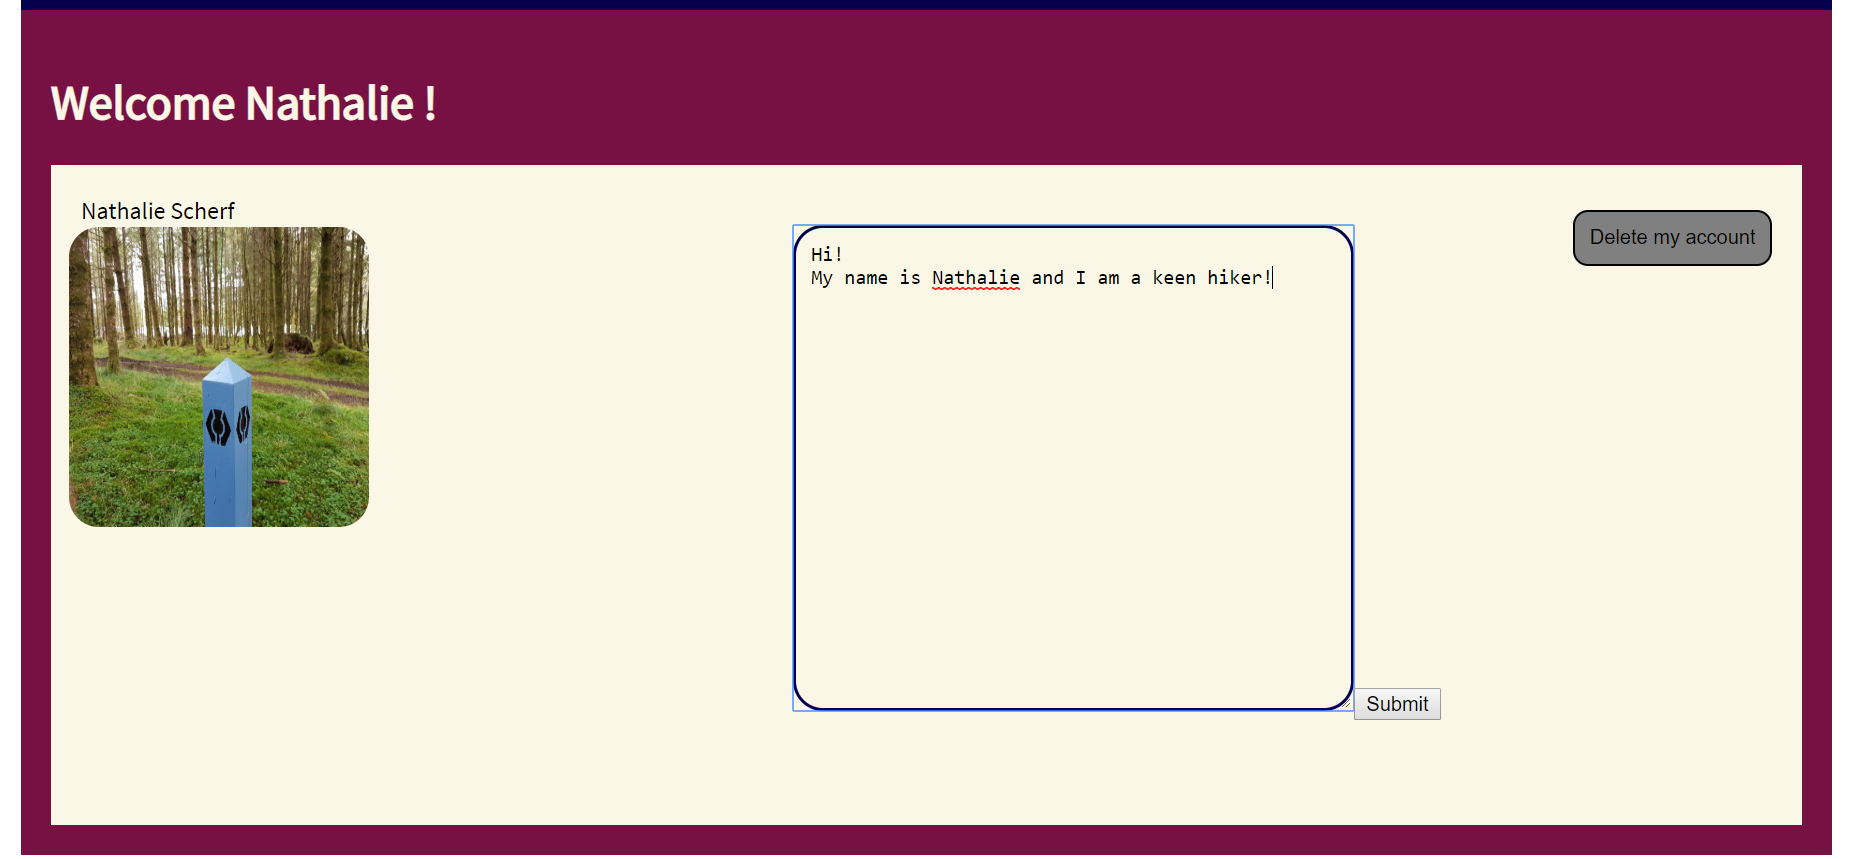 Welcome Nathalie !
Nathalie Scherf
Delete my account
Hi!
My name is Nathalie and I am a keen hiker!
Submit